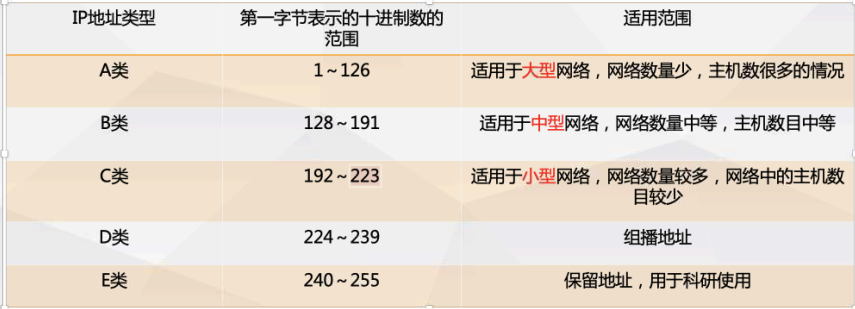 IP地址类型 第一字节表示的十进制数的 适用范围
范围
A类 1～126 适用于大型网络，网络数量少，主机数很多的情况
B类 128～191 适用于中型网络，网络数量中等，主机数目中等
C类 192～223 适用于小型网络，网络数量较多，网络中的主机数
目较少
D类 224～239 组播地址
E类 240～255 保留地址，用于科研使用